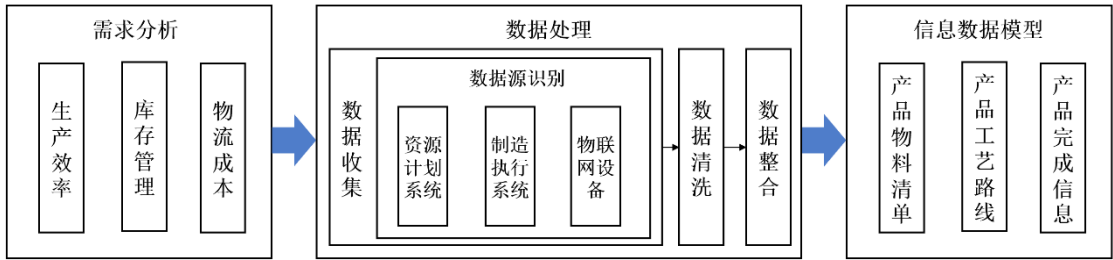 需求分析
生产效率
库存管理
物流成本
数据处理
数据收集
数据源识别
资源
计划
系统
制造
执行
系统
物联
网设
备
数据清洗
数据整合
信息数据模型
产品物料清单
产品工艺路线
产品完成信息